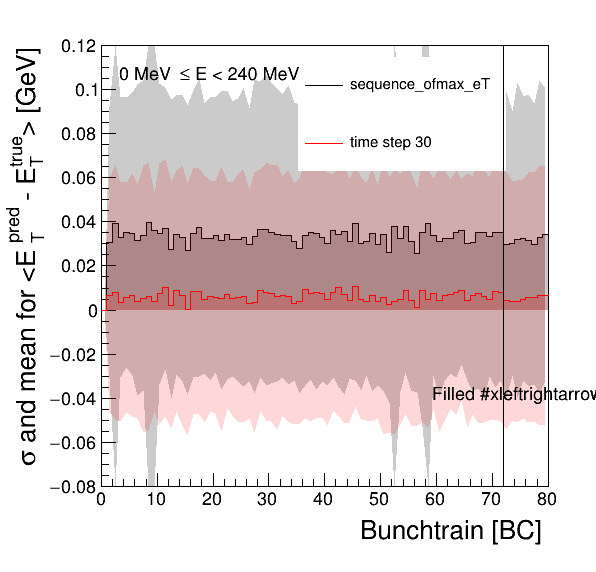 0.12
0.1
0.08
0.06
0.04
0.02
0
−0.02
−0.04
−0.06
−0.08
σ and mean for <E_T^pred - E_T^true> [GeV]
0 MeV ≤ E < 240 MeV
sequence_ofmax_eT
time step 30
Filled #xleftrightarrow
0 10 20 30 40 50 60 70 80
Bunchtrain [BC]